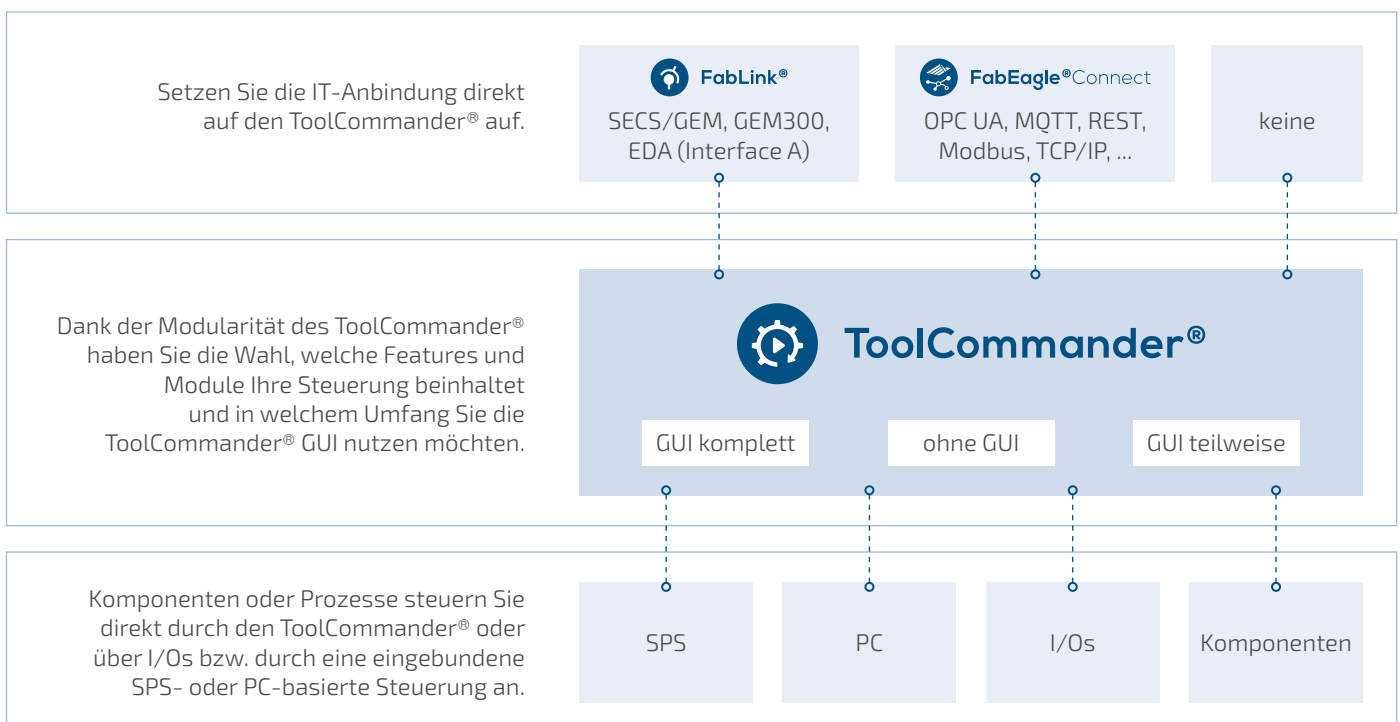 Setzen Sie die IT-Anbindung direkt
auf den ToolCommander® auf.
FabLink®
SECS/GEM, GEM300,
EDA (Interface A)
FabEagle®Connect
OPC UA, MQTT, REST,
Modbus, TCP/IP, ...
keine
Dank der Modularität des ToolCommander®
haben Sie die Wahl, welche Features und
Module Ihre Steuerung beinhaltet
und in welchem Umfang Sie die
ToolCommander® GUI nutzen möchten.
ToolCommander®
GUI komplett
ohne GUI
GUI teilweise
Komponenten oder Prozesse steuern Sie
direkt durch den ToolCommander® oder
über I/Os bzw. durch eine eingebundene
SPS- oder PC-basierte Steuerung an.
SPS
PC
I/Os
Komponenten